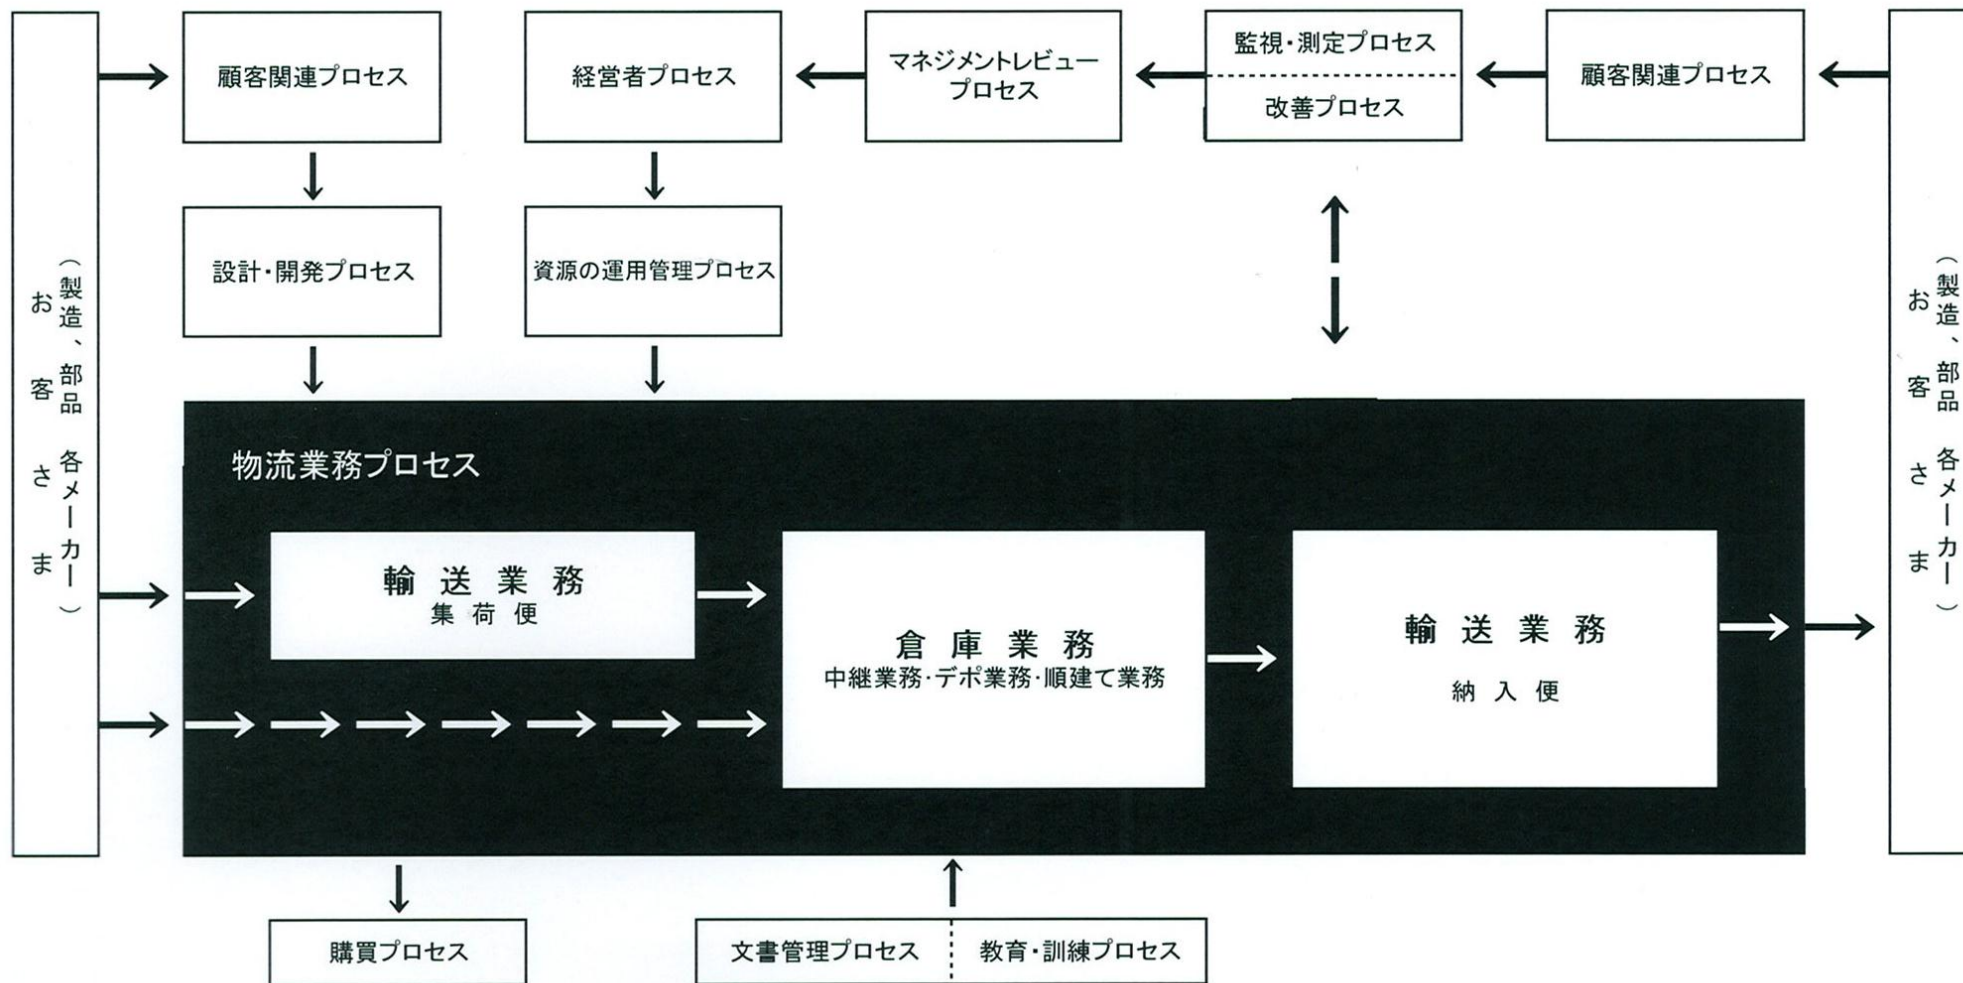 お客さま
(製造、部品 各メーカー)
顧客関連プロセス
経営者プロセス
マネジメントレビュー
プロセス
監視・測定プロセス
改善プロセス
顧客関連プロセス
設計・開発プロセス
資源の運用管理プロセス
物流業務プロセス
輸送業務
集荷便
倉庫業務
中継業務・デポ業務・順建て業務
輸送業務
納入便
購買プロセス
文書管理プロセス
教育・訓練プロセス
お客さま
(製造、部品 各メーカー)